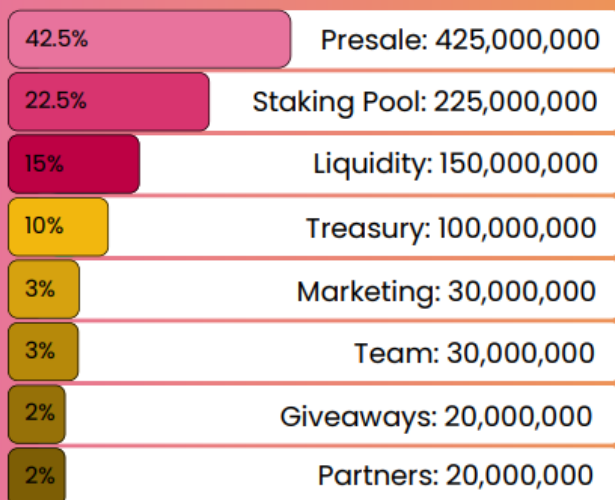 42.5% Presale: 425,000,000
22.5% Staking Pool: 225,000,000
15% Liquidity: 150,000,000
10% Treasury: 100,000,000
3% Marketing: 30,000,000
3% Team: 30,000,000
2% Giveaways: 20,000,000
2% Partners: 20,000,000